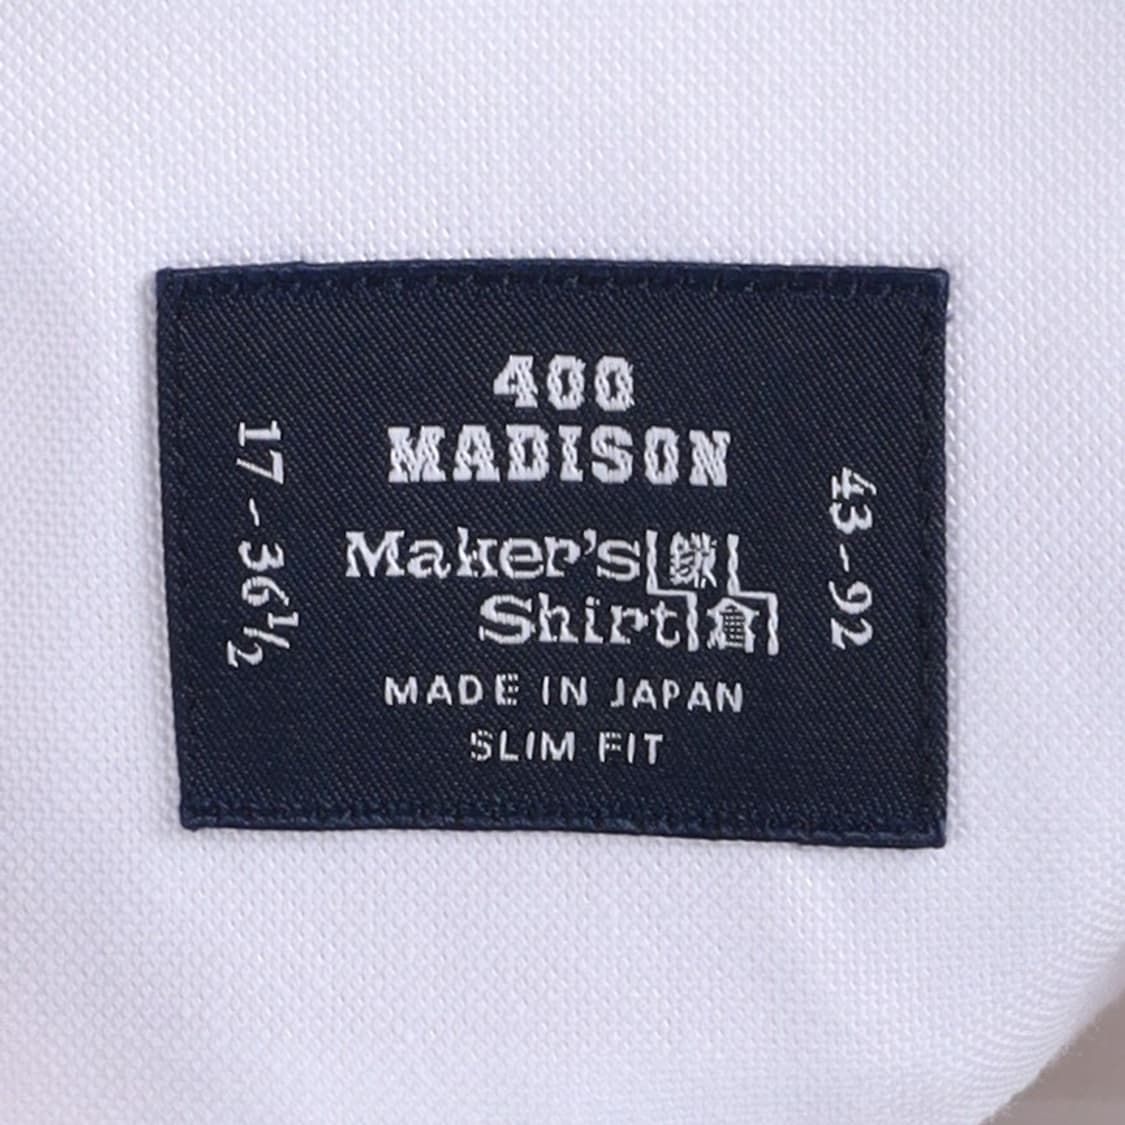 400
MADISON
Maker's 鎌
Shirt 倉
MADE IN JAPAN
SLIM FIT
17-36½
43-92